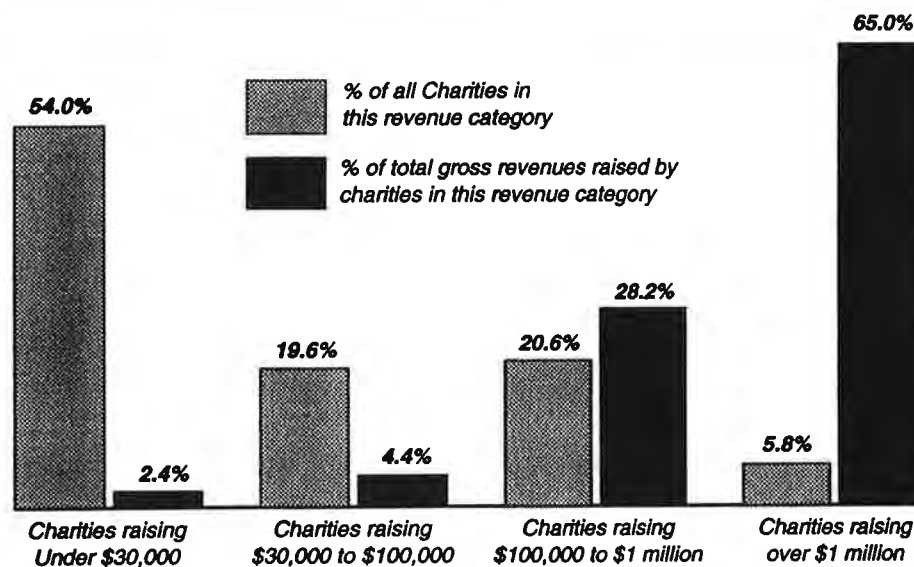 65.0%
54.0%
% of all Charities in
this revenue category
% of total gross revenues raised by
charities in this revenue category
28.2%
19.6%
20.6%
2.4%
4.4%
5.8%
Charities raising
Under $30,000
Charities raising
$30,000 to $100,000
Charities raising
$100,000 to $1 million
Charities raising
over $1 million